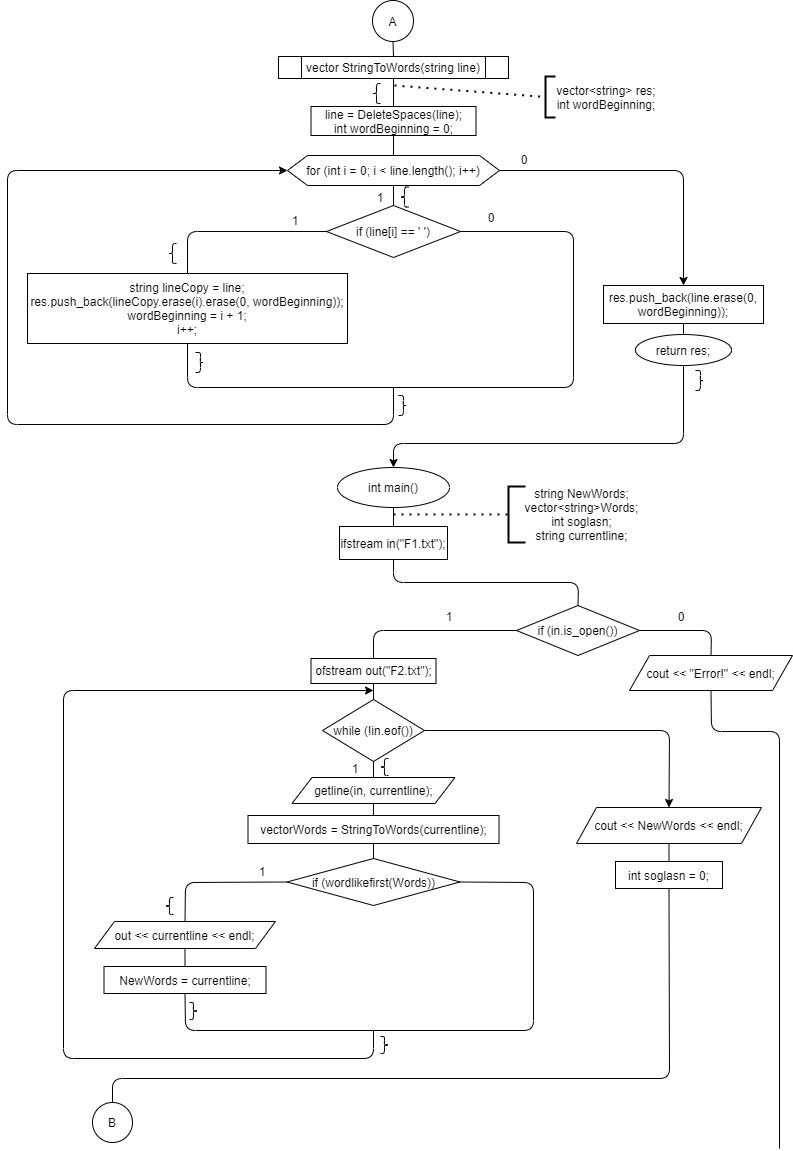 A
vector StringToWords(string line)
{
vector<string> res;
int wordBeginning;
line = DeleteSpaces(line);
int wordBeginning = 0;
for (int i = 0; i < line.length(); i++)
0
1
{
if (line[i] == ' ')
1
0
{
string lineCopy = line;
res.push_back(lineCopy.erase(i).erase(0, wordBeginning));
wordBeginning = i + 1;
i++;
}
}
res.push_back(line.erase(0,
wordBeginning));
return res;
}
int main()
string NewWords;
vector<string>Words;
int soglasn;
string currentline;
ifstream in("F1.txt");
if (in.is_open())
1
0
ofstream out("F2.txt");
cout << "Error!" << endl;
while (!in.eof())
1
{
getline(in, currentline);
vectorWords = StringToWords(currentline);
if (wordlikefirst(Words))
1
{
out << currentline << endl;
NewWords = currentline;
}
}
cout << NewWords << endl;
int soglasn = 0;
B